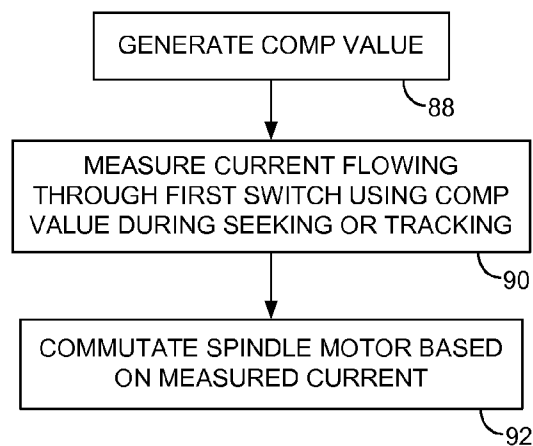 GENERATE COMP VALUE
88
MEASURE CURRENT FLOWING
THROUGH FIRST SWITCH USING COMP
VALUE DURING SEEKING OR TRACKING
90
COMMUTATE SPINDLE MOTOR BASED
ON MEASURED CURRENT
92